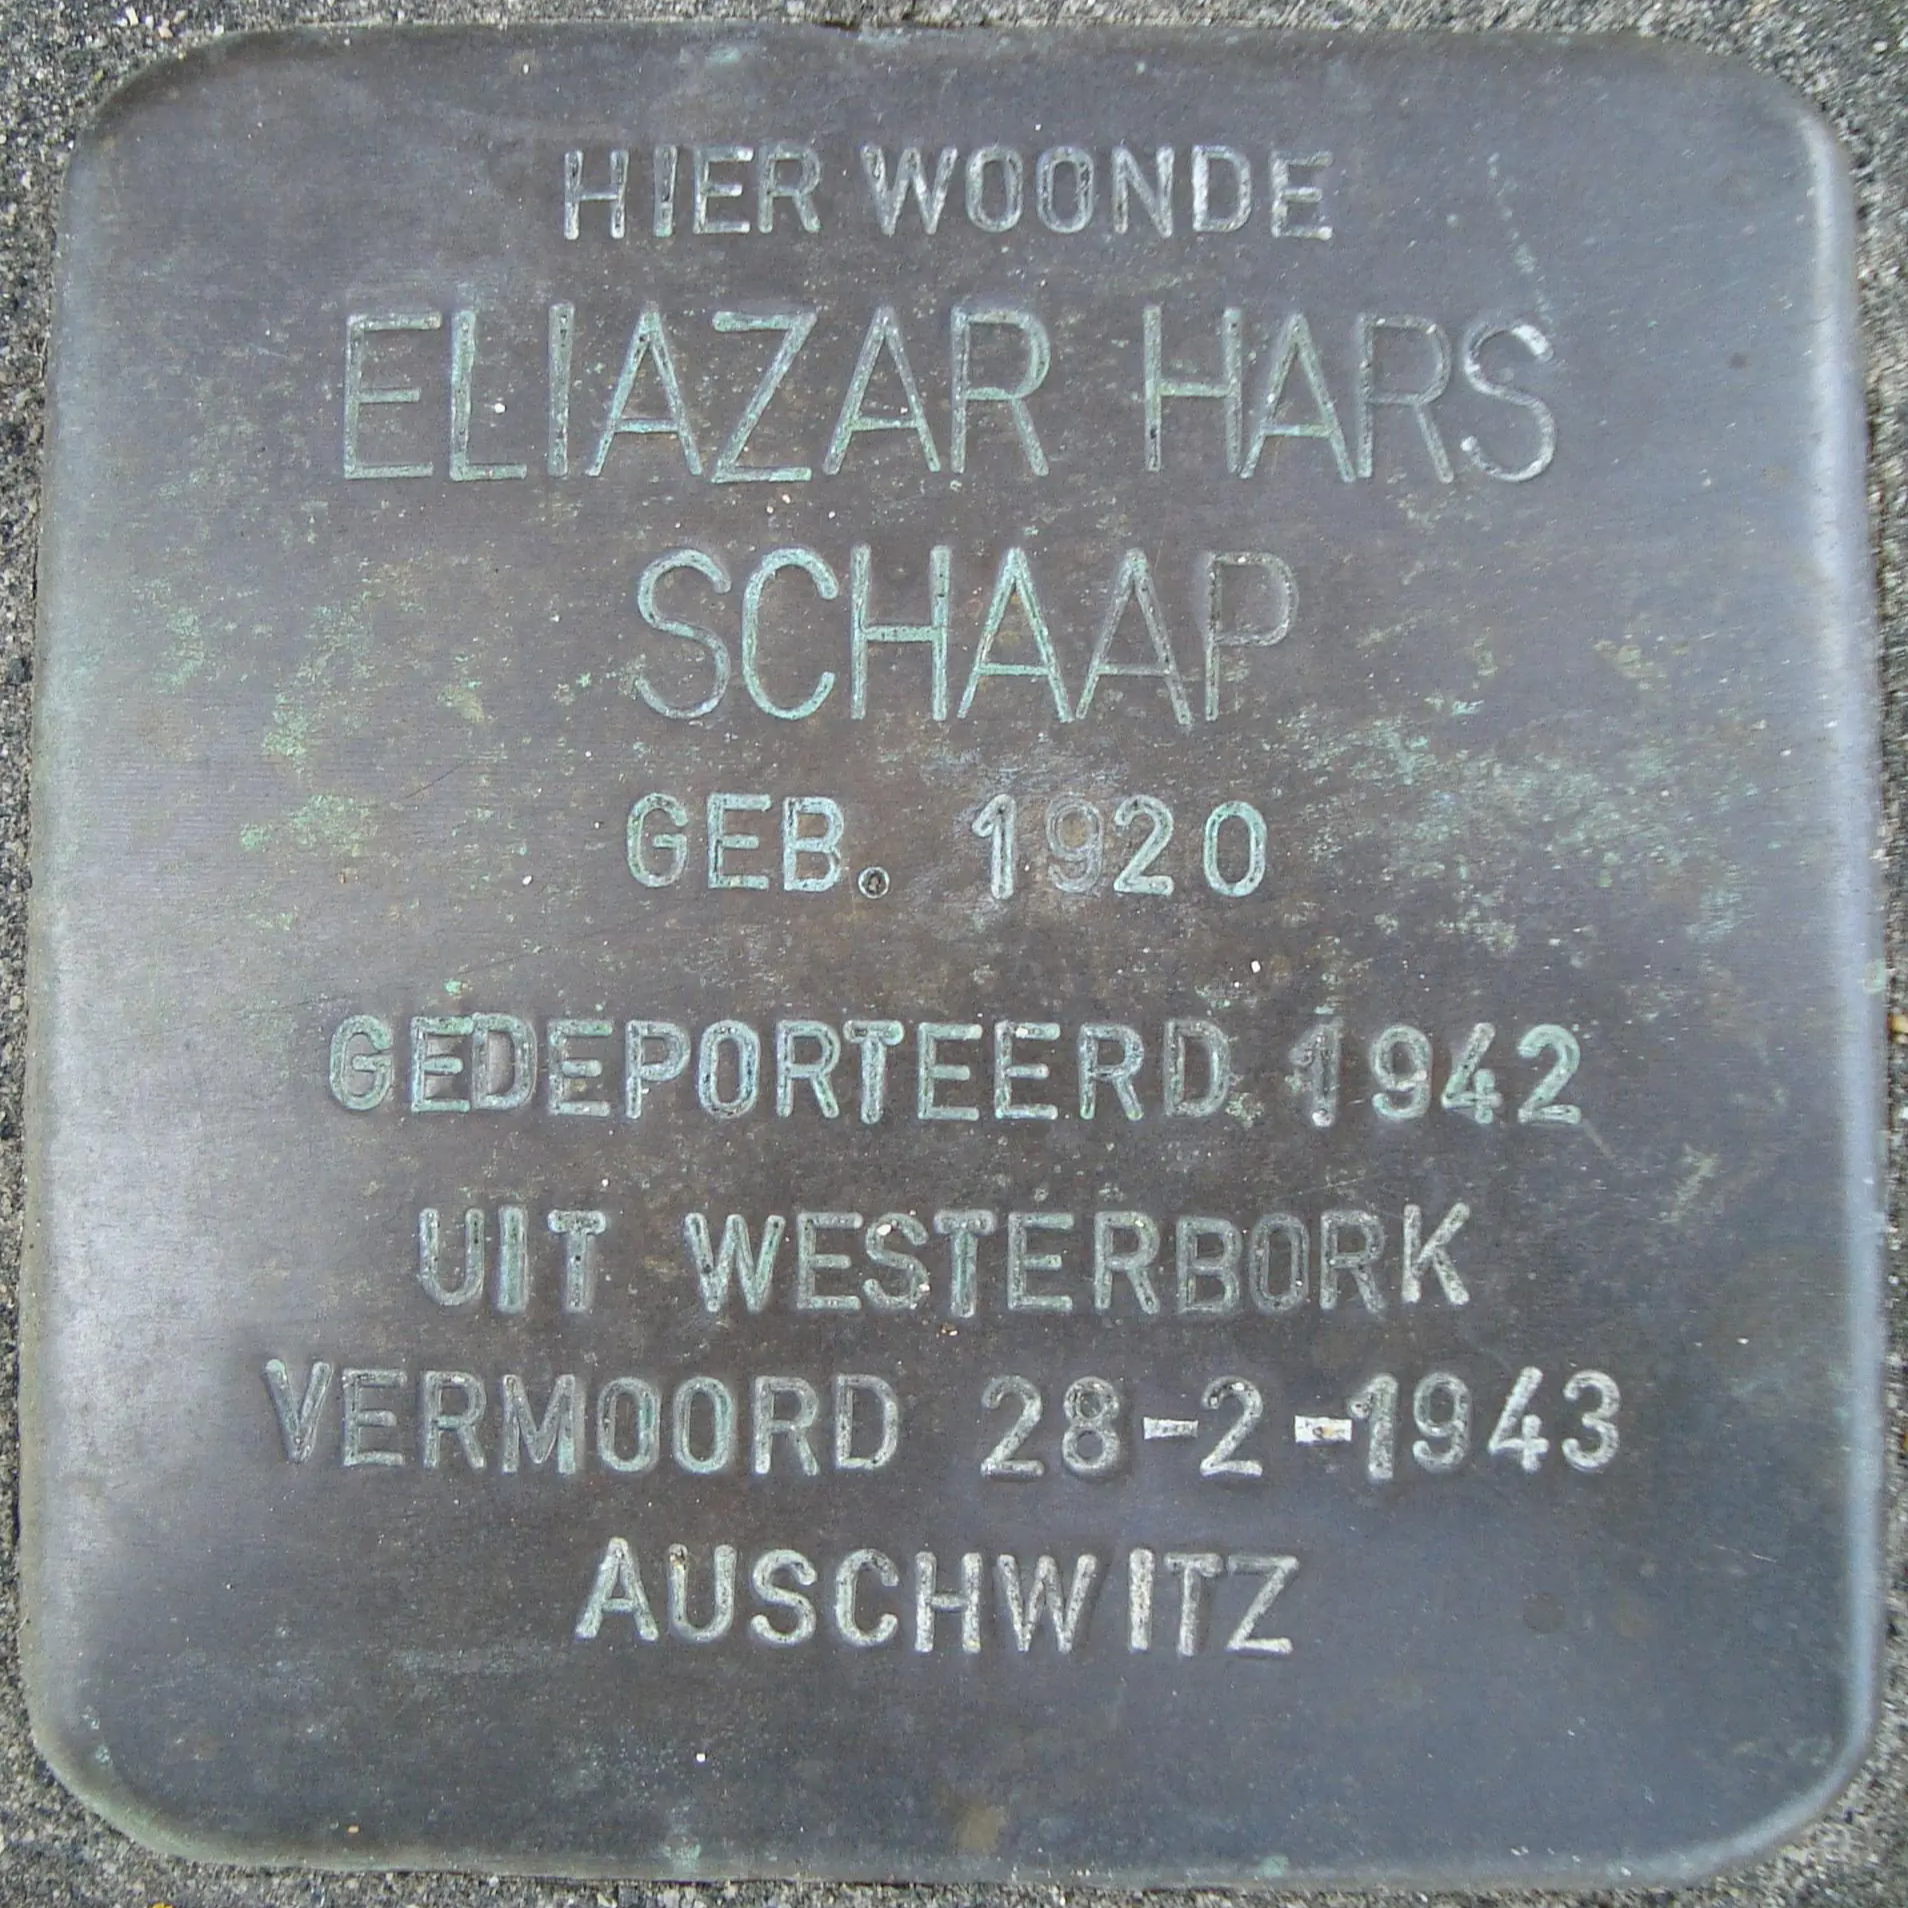 HIER WOONDE
ELIAZAR HARS
SCHAAP
GEB. 1920
GEDEPORTEERD 1942
UIT WESTERBORK
VERMOORD 28-2-1943
AUSCHWITZ